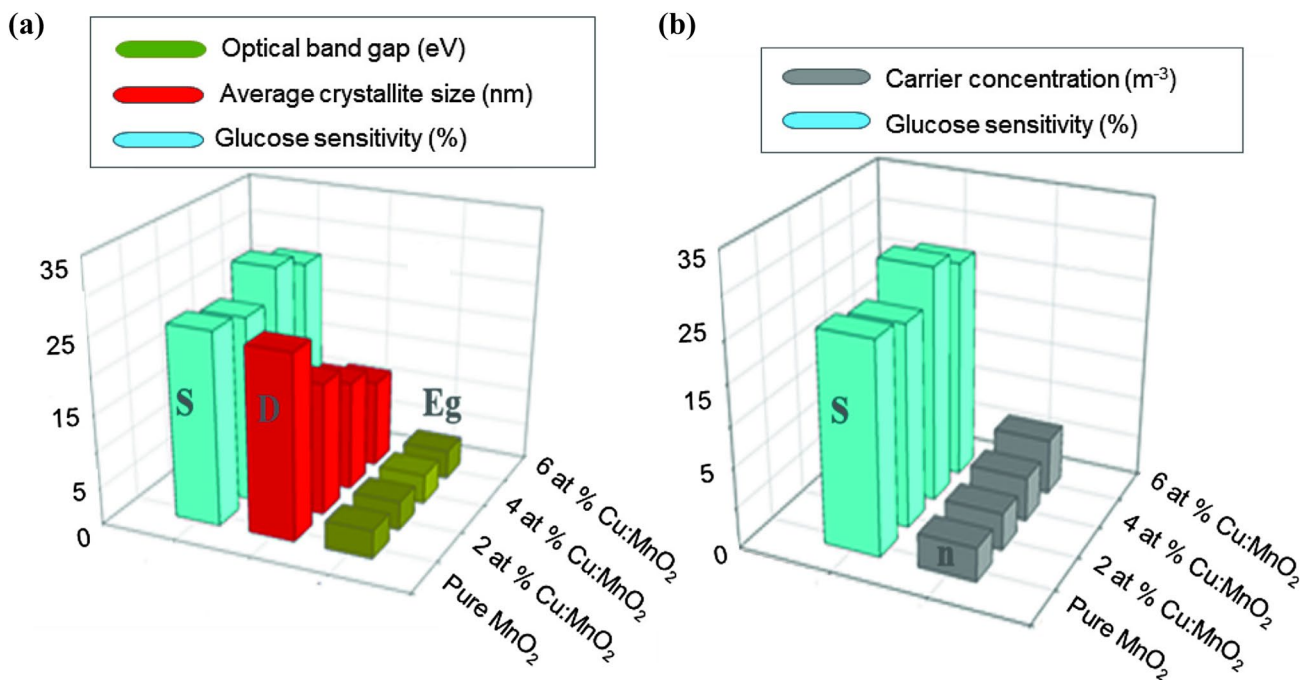 (a)
Optical band gap (eV)
Average crystallite size (nm)
Glucose sensitivity (%)
35
25
15
5
0
S
D
Eg
6 at % Cu:MnO₂
4 at % Cu:MnO₂
2 at % Cu:MnO₂
Pure MnO₂
(b)
Carrier concentration (m⁻³)
Glucose sensitivity (%)
35
25
15
5
0
S
n
6 at % Cu:MnO₂
4 at % Cu:MnO₂
2 at % Cu:MnO₂
Pure MnO₂